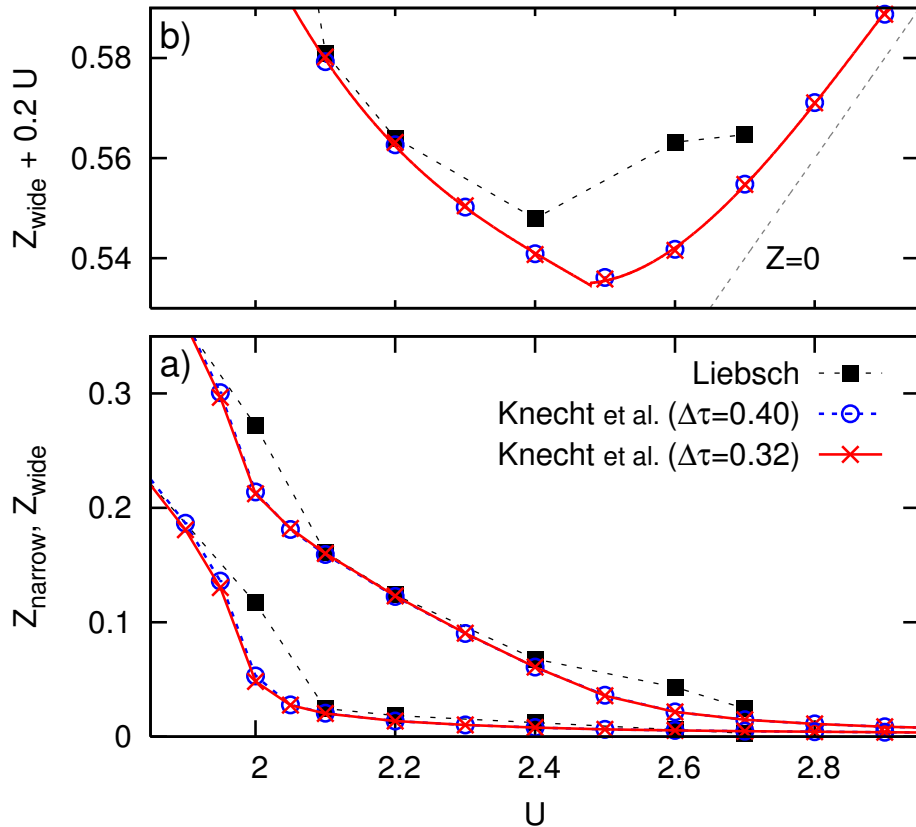 b)
Z_wide + 0.2 U
0.58
0.56
0.54
Z=0
a)
Z_narrow, Z_wide
0.3
0.2
0.1
0
Liebsch
Knecht et al. (Δτ=0.40)
Knecht et al. (Δτ=0.32)
2
2.2
2.4
2.6
2.8
U